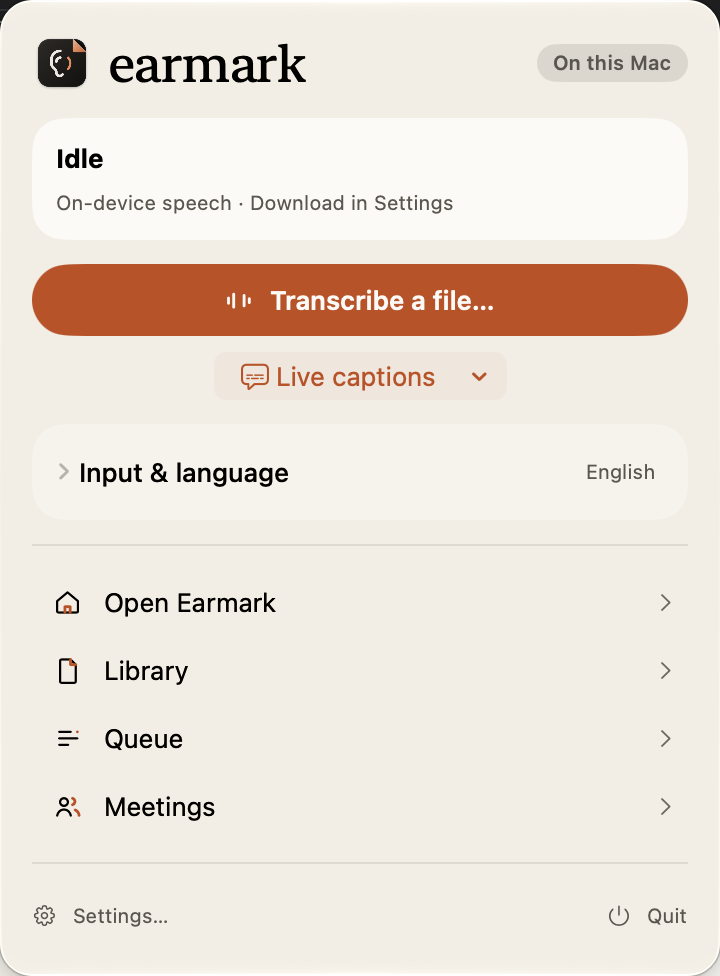 earmark
On this Mac
Idle
On-device speech · Download in Settings
Transcribe a file...
Live captions
Input & language
English
Open Earmark
Library
Queue
Meetings
Settings...
Quit